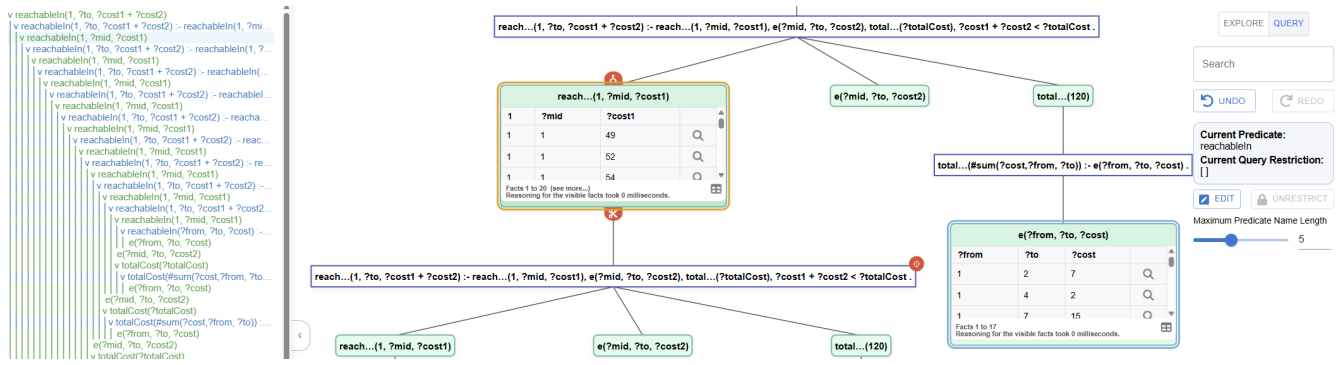 v reachableIn(1, ?to, ?cost1 + ?cost2)
v reachableIn(1, ?to, ?cost1 + ?cost2) :- reachableIn(1, ?mi...
v reachableIn(1, ?mid, ?cost1)
v reachableIn(1, ?to, ?cost1 + ?cost2) :- reachableIn(1, ?...
v reachableIn(1, ?mid, ?cost1)
v reachableIn(1, ?to, ?cost1 + ?cost2) :- reachableIn(...
v reachableIn(1, ?mid, ?cost1)
v reachableIn(1, ?to, ?cost1 + ?cost2) :- reachableI...
v reachableIn(1, ?mid, ?cost1)
v reachableIn(1, ?to, ?cost1 + ?cost2) :- reacha...
v reachableIn(1, ?mid, ?cost1)
v reachableIn(1, ?to, ?cost1 + ?cost2) :- reac...
v reachableIn(1, ?mid, ?cost1)
v reachableIn(1, ?to, ?cost1 + ?cost2) :- re...
v reachableIn(1, ?mid, ?cost1)
v reachableIn(1, ?to, ?cost1 + ?cost2) :-...
v reachableIn(1, ?mid, ?cost1)
v reachableIn(1, ?to, ?cost1 + ?cost2...
v reachableIn(1, ?mid, ?cost1)
v reachableIn(?from, ?to, ?cost) :-...
e(?from, ?to, ?cost)
e(?mid, ?to, ?cost2)
v totalCost(?totalCost)
v totalCost(#sum(?cost,?from, ?to...
e(?from, ?to, ?cost)
e(?mid, ?to, ?cost2)
v totalCost(?totalCost)
v totalCost(#sum(?cost,?from, ?to)) :...
e(?from, ?to, ?cost)
e(?mid, ?to, ?cost2)
v totalCost(?totalCost)
reach...(1, ?to, ?cost1 + ?cost2) :- reach...(1, ?mid, ?cost1), e(?mid, ?to, ?cost2), total...(?totalCost), ?cost1 + ?cost2 < ?totalCost .
reach...(1, ?mid, ?cost1)
1 ?mid ?cost1
1 1 49
1 1 52
1 1 54
Facts 1 to 20 (see more...)
Reasoning for the visible facts took 0 milliseconds.
e(?mid, ?to, ?cost2)
total...(120)
total...(#sum(?cost,?from, ?to)) :- e(?from, ?to, ?cost) .
e(?from, ?to, ?cost)
?from ?to ?cost
1 2 7
1 4 2
1 7 15
Facts 1 to 17
Reasoning for the visible facts took 0 milliseconds.
reach...(1, ?to, ?cost1 + ?cost2) :- reach...(1, ?mid, ?cost1), e(?mid, ?to, ?cost2), total...(?totalCost), ?cost1 + ?cost2 < ?totalCost .
reach...(1, ?mid, ?cost1)
e(?mid, ?to, ?cost2)
total...(120)
EXPLORE QUERY
Search
UNDO REDO
Current Predicate:
reachableIn
Current Query Restriction:
[ ]
EDIT UNRESTRICT
Maximum Predicate Name Length
5